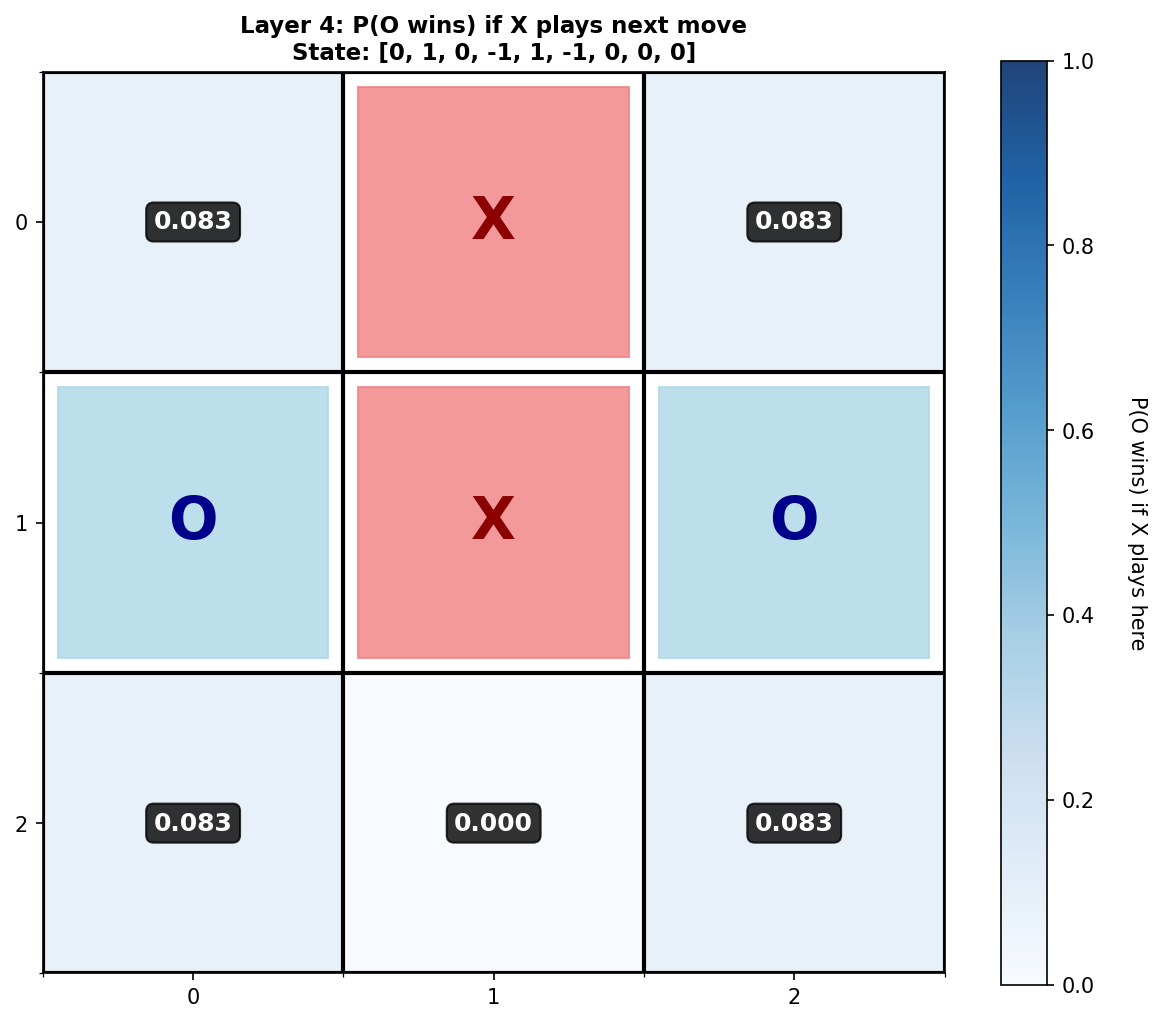 Layer 4: P(O wins) if X plays next move
State: [0, 1, 0, -1, 1, -1, 0, 0, 0]
0
0.083
X
0.083
1
O
X
O
2
0.083
0.000
0.083
0
1
2
1.0
0.8
0.6
0.4
0.2
0.0
P(O wins) if X plays here